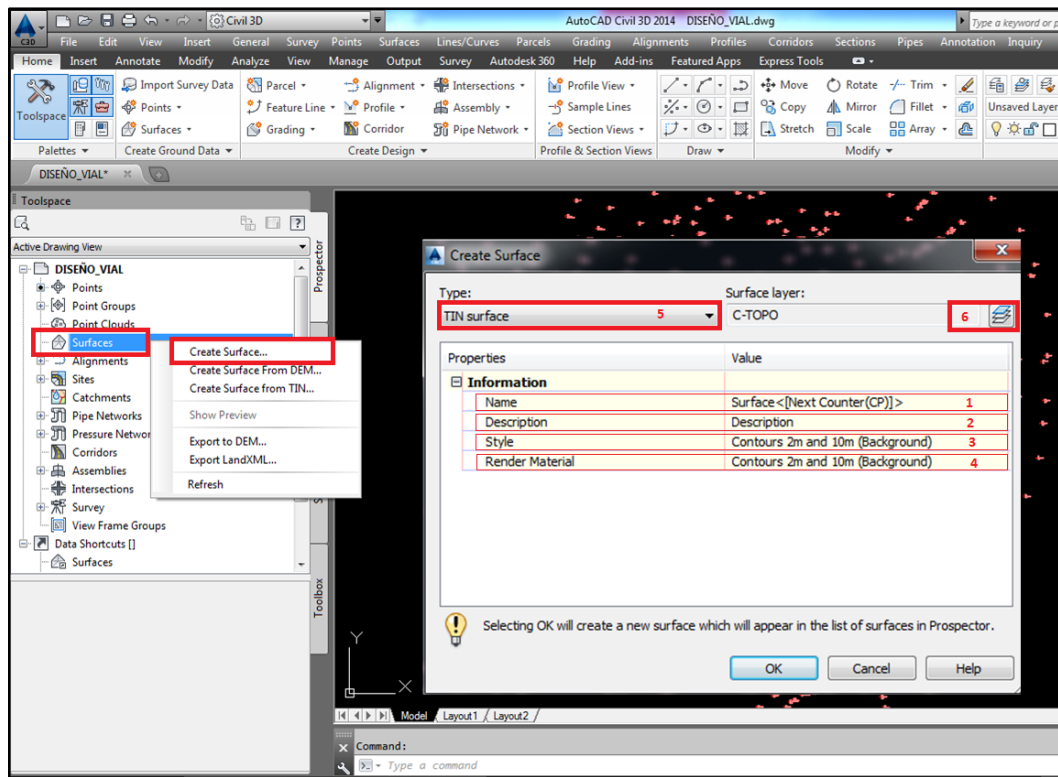 Civil 3D
AutoCAD Civil 3D 2014 DISEÑO_VIAL.dwg
Type a keyword or p
C3D
File Edit View Insert General Survey Points Surfaces Lines/Curves Parcels Grading Alignments Profiles Corridors Sections Pipes Annotation Inquiry
Home Insert Annotate Modify Analyze View Manage Output Survey Autodesk 360 Help Add-ins Featured Apps Express Tools
Toolspace
Import Survey Data Parcel Alignment Intersections Profile View Move Rotate Trim
Points Feature Line Profile Assembly Sample Lines Copy Mirror Fillet Unsaved Layer
Surfaces Grading Corridor Pipe Network Section Views Stretch Scale Array
Palettes Create Ground Data Create Design Profile & Section Views Draw Modify
DISEÑO_VIAL*
Toolspace
Active Drawing View
Prospector
DISEÑO_VIAL
Points
Point Groups
Point Clouds
Surfaces
Alignments
Sites
Catchments
Pipe Networks
Pressure Networ
Corridors
Assemblies
Intersections
Survey
View Frame Groups
Data Shortcuts []
Surfaces
Toolbox
Create Surface...
Create Surface From DEM...
Create Surface from TIN...
Show Preview
Export to DEM...
Export LandXML...
Refresh
Create Surface
Type:
Surface layer:
TIN surface 5
C-TOPO 6
Properties Value
Information
Name Surface<[Next Counter(CP)]> 1
Description Description 2
Style Contours 2m and 10m (Background) 3
Render Material Contours 2m and 10m (Background) 4
Selecting OK will create a new surface which will appear in the list of surfaces in Prospector.
OK Cancel Help
Y
X
Model Layout1 Layout2
Command:
Type a command